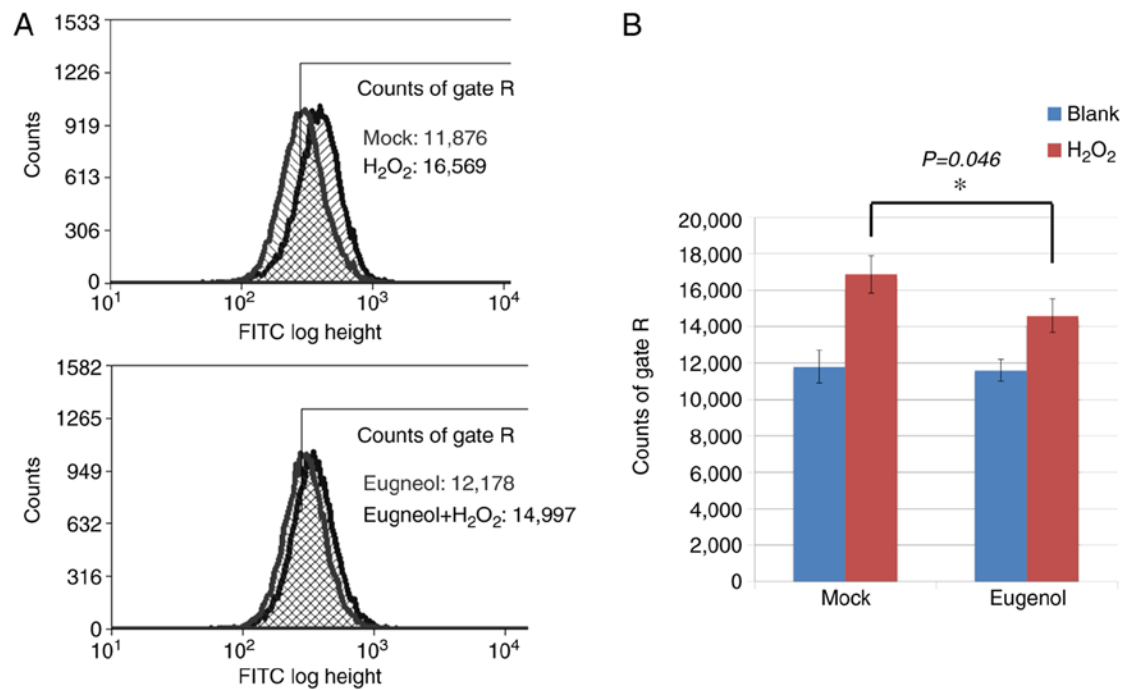 A
1533
1226
919
613
306
0
Counts
Counts of gate R
Mock: 11,876
H₂O₂: 16,569
10¹ 10² 10³ 10⁴
FITC log height
1582
1265
949
632
316
0
Counts
Counts of gate R
Eugneol: 12,178
Eugneol+H₂O₂: 14,997
10¹ 10² 10³ 10⁴
FITC log height
B
Blank
H₂O₂
P=0.046
*
20,000
18,000
16,000
14,000
12,000
10,000
8,000
6,000
4,000
2,000
0
Counts of gate R
Mock Eugenol